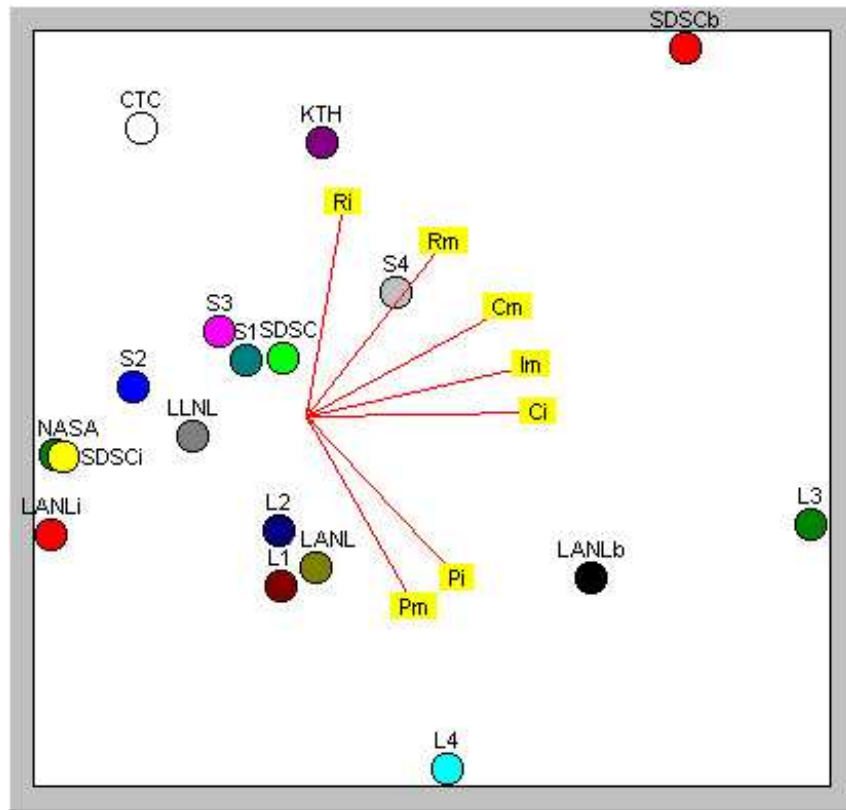 SDSCb
CTC
KTH
Ri
Rm
S4
S3
Cm
S1
SDSC
S2
Im
Ci
LLNL
NASA
SDSCi
LANLi
L2
L3
LANL
LANLb
L1
Pi
Pm
L4